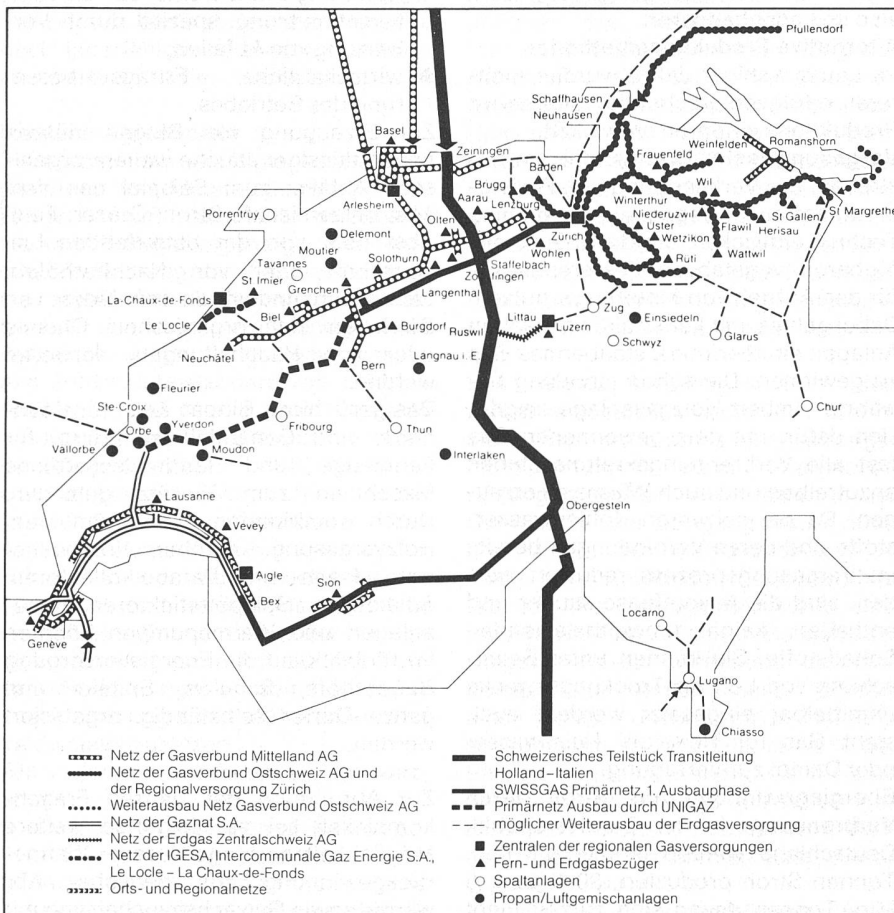 Pfullendorf
Schaffhausen
Neuhausen
Basel
Zeiningen
Weinfelden
Romanshorn
Frauenfeld
Baden
Brugg
Wil
Arlesheim
Aarau
Lenzburg
Winterthur
Porrentruy
Olten
Niederuzwil
St Gallen
St Margrethen
Delemont
Uster
Flawil
Herisau
Moutier
Zürich
Wetzikon
Solothurn
Wohlen
Wattwil
Tavannes
Staffelbach
Rüti
St Imier
Zofingen
Grenchen
Langenthal
La-Chaux-de-Fonds
Zug
Le Locle
Biel
Littau
Einsiedeln
Burgdorf
Ruswil
Luzern
Glarus
Neuchâtel
Langnau i. E.
Schwyz
Bern
Fleurier
Ste Croix
Chur
Yverdon
Fribourg
Thun
Orbe
Vallorbe
Moudon
Interlaken
Lausanne
Obergesteln
Vevey
Aigle
Sion
Bex
Locarno
Genève
Lugano
Chiasso
Netz der Gasverbund Mittelland AG
Netz der Gasverbund Ostschweiz AG und
der Regionalversorgung Zürich
Weiterausbau Netz Gasverbund Ostschweiz AG
Netz der Gaznat S.A.
Netz der Erdgas Zentralschweiz AG
Netz der IGESA, Intercommunale Gaz Energie S.A.,
Le Locle – La Chaux-de-Fonds
Orts- und Regionalnetze
Schweizerisches Teilstück Transitleitung
Holland – Italien
SWISSGAS Primärnetz, 1. Ausbauphase
Primärnetz Ausbau durch UNIGAZ
möglicher Weiterausbau der Erdgasversorgung
Zentralen der regionalen Gasversorgungen
Fern- und Erdgasbezüger
Spaltanlagen
Propan/Luftgemischanlagen